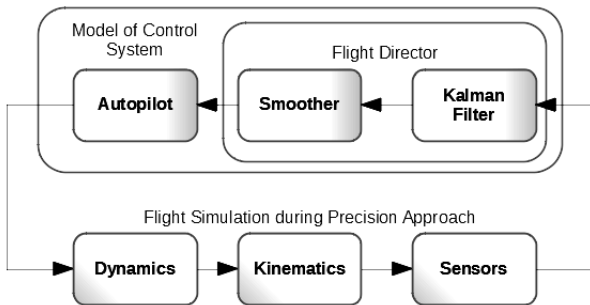 Model of Control
System
Flight Director
Autopilot
Smoother
Kalman
Filter
Flight Simulation during Precision Approach
Dynamics
Kinematics
Sensors